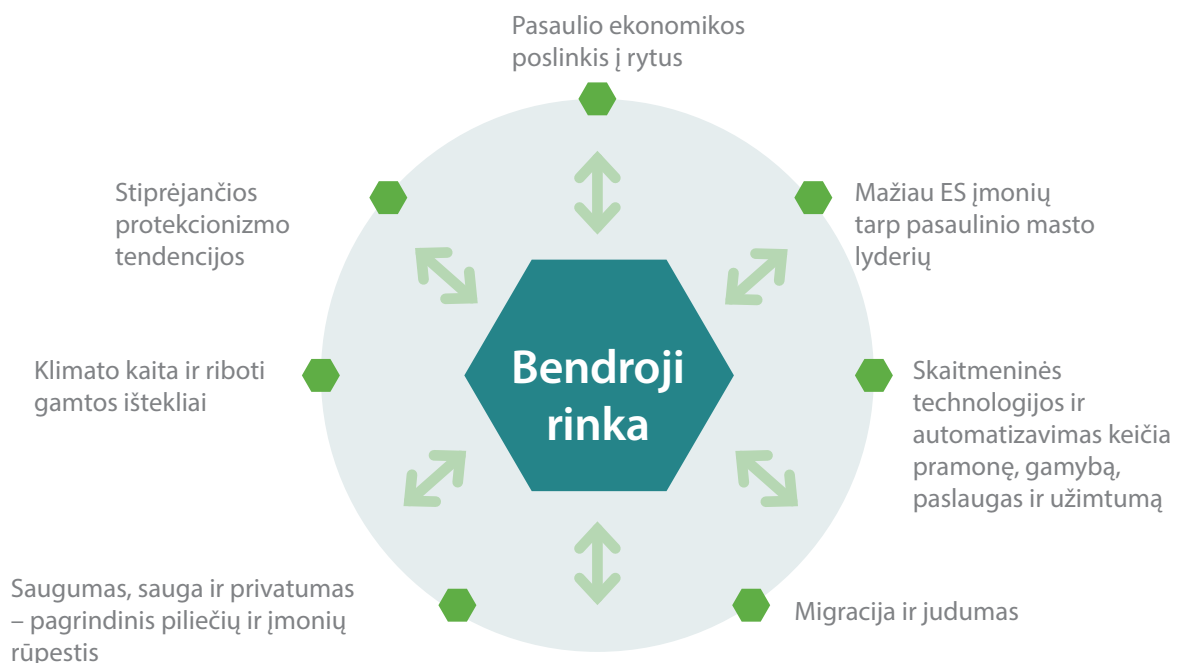 Pasaulio ekonomikos
poslinkis į rytus
Stiprėjančios
protekcionizmo
tendencijos
Mažiau ES įmonių
tarp pasaulinio masto
lyderių
Klimato kaita ir riboti
gamtos ištekliai
Bendroji
rinka
Skaitmeninės
technologijos ir
automatizavimas keičia
pramonę, gamybą,
paslaugas ir užimtumą
Saugumas, sauga ir privatumas
– pagrindinis piliečių ir įmonių
rūpestis
Migracija ir judumas